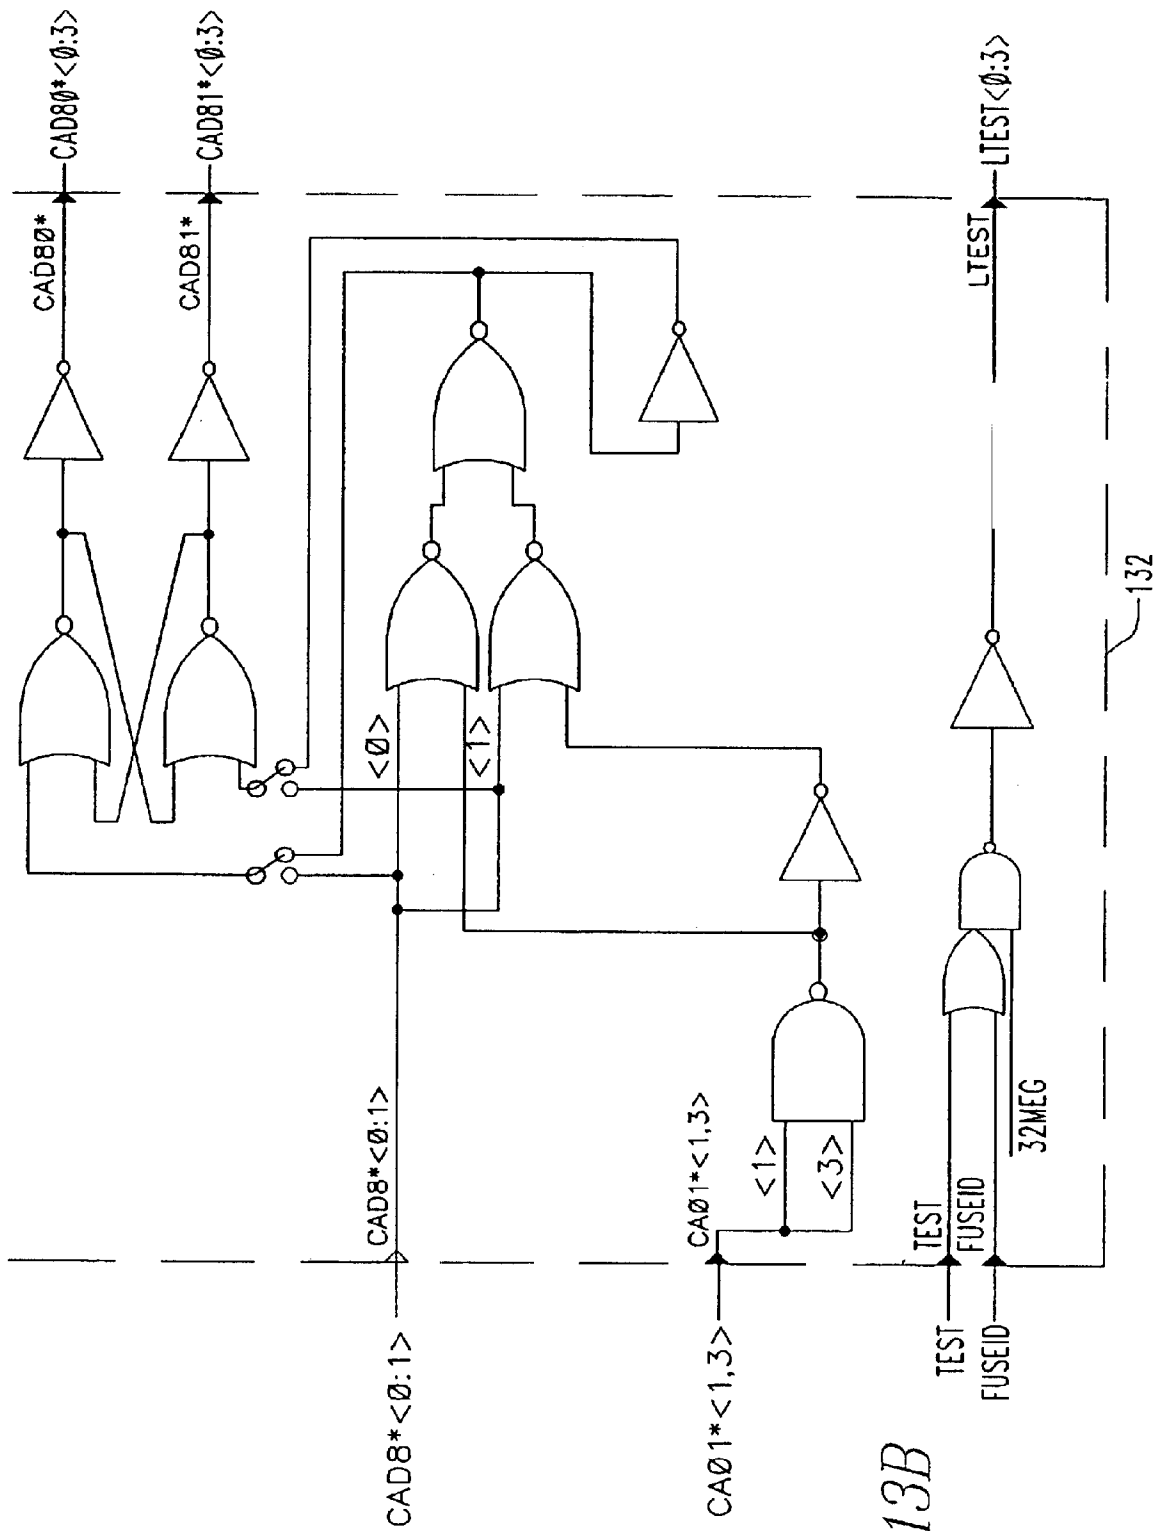 CAD80*<0:3>
CAD80*
CAD81*<0:3>
CAD81*
<0>
<1>
CAD8*<0:1>
CAD8*<0:1>
CA01*<1,3>
CA01*<1,3>
<1>
<3>
TEST
TEST
FUSEID
FUSEID
32MEG
LTEST
LTEST<0:3>
132
13B